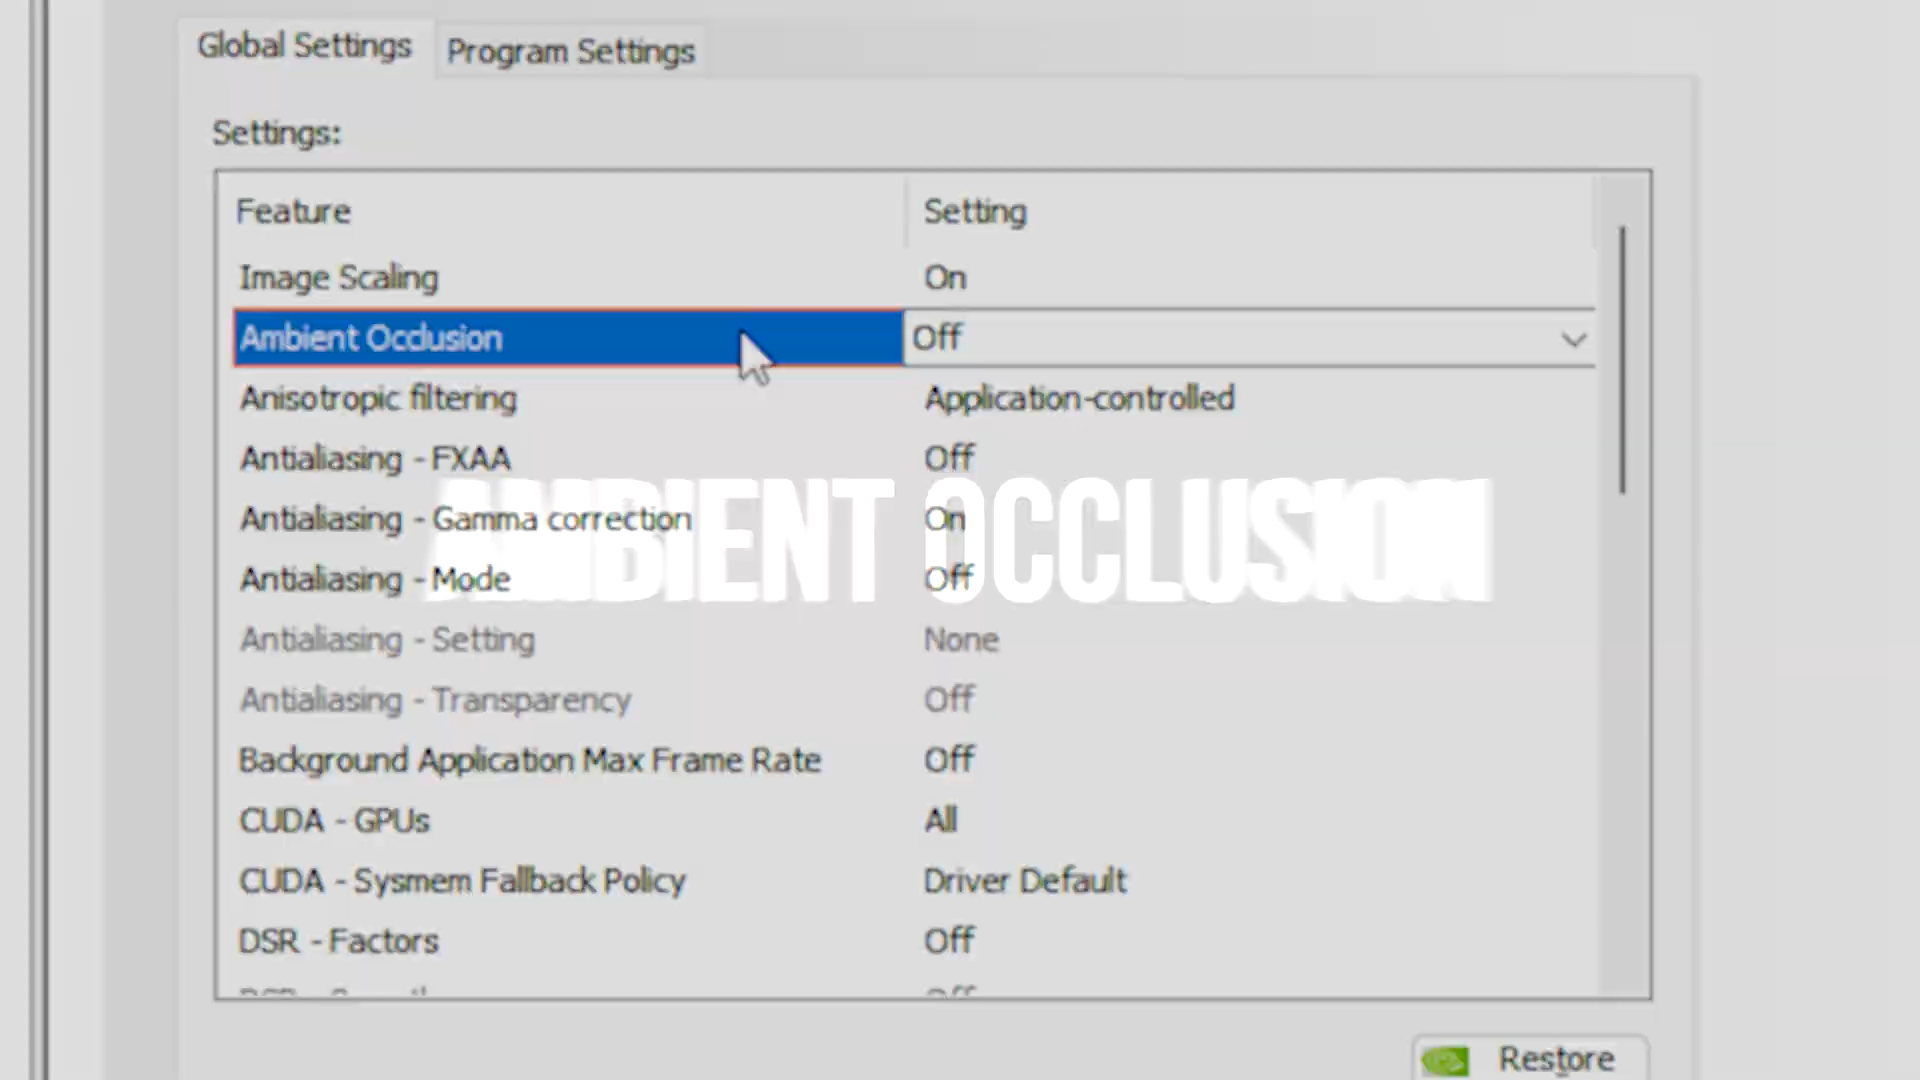 Global Settings Program Settings
Settings:
Feature Setting
Image Scaling On
Ambient Occlusion Off
Anisotropic filtering Application-controlled
Antialiasing - FXAA Off
AMBIENT OCCLUSION
Antialiasing - Gamma correction On
Antialiasing - Mode Off
Antialiasing - Setting None
Antialiasing - Transparency Off
Background Application Max Frame Rate Off
CUDA - GPUs All
CUDA - Sysmem Fallback Policy Driver Default
DSR - Factors Off
Restore